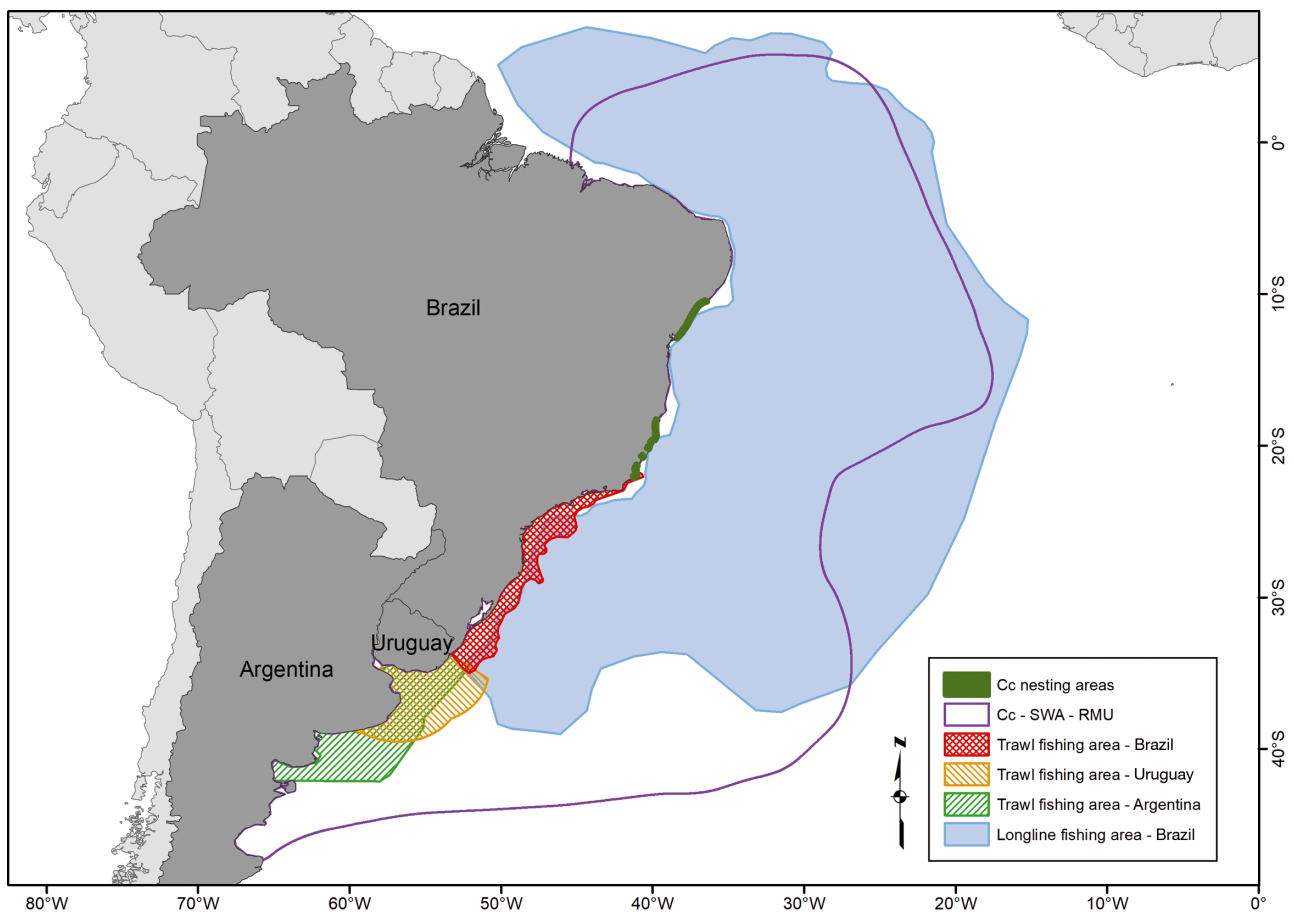 Brazil
Uruguay
Argentina
0°
10°S
20°S
30°S
40°S
N
Cc nesting areas
Cc - SWA - RMU
Trawl fishing area - Brazil
Trawl fishing area - Uruguay
Trawl fishing area - Argentina
Longline fishing area - Brazil
80°W 70°W 60°W 50°W 40°W 30°W 20°W 10°W 0°